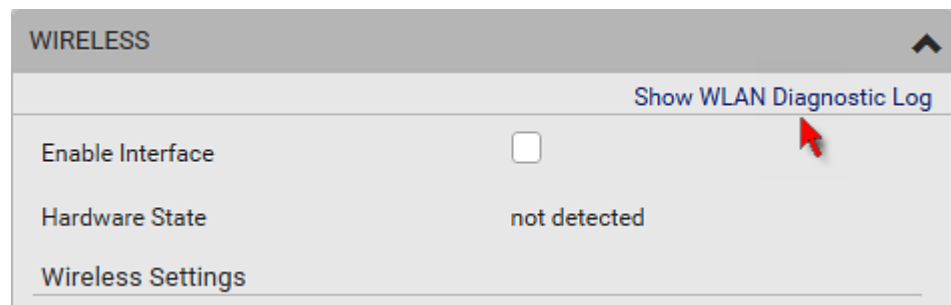 WIRELESS
Show WLAN Diagnostic Log
Enable Interface
Hardware State not detected
Wireless Settings